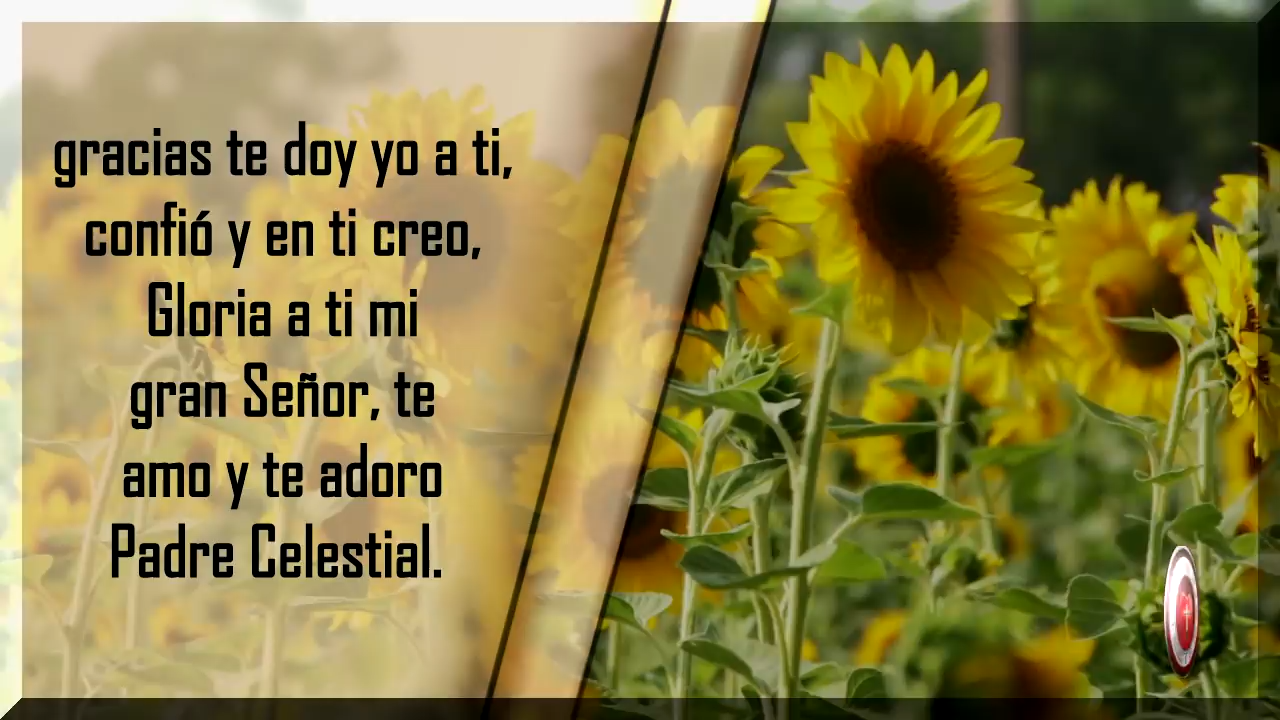 gracias te doy yo a ti,
confió y en ti creo,
Gloria a ti mi
gran Señor, te
amo y te adoro
Padre Celestial.